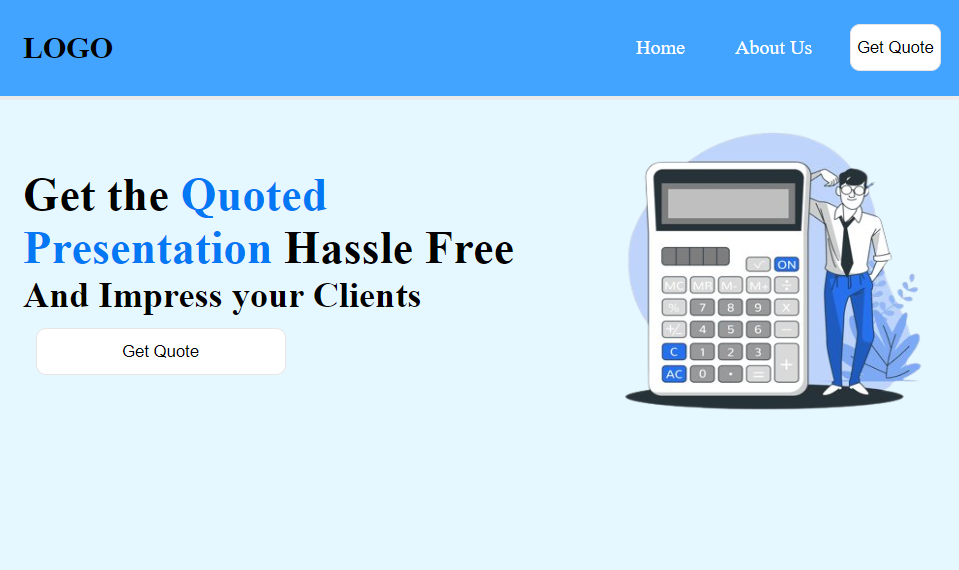 LOGO
Home About Us Get Quote
Get the Quoted
Presentation Hassle Free
And Impress your Clients
Get Quote
√ ON
MC MR M- M+ ÷
% 7 8 9 X
+/- 4 5 6 −
C 1 2 3
+
AC 0 • =